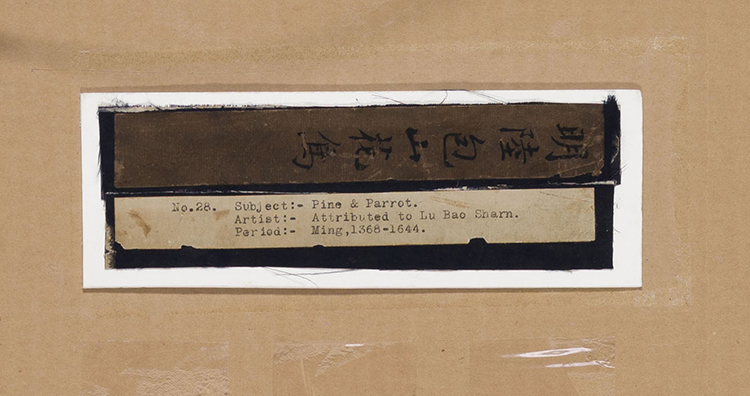 明陸包山花鳥
No.28. Subject:- Pine & Parrot.
Artist:- Attributed to Lu Bao Sharn.
Period:- Ming,1368-1644.